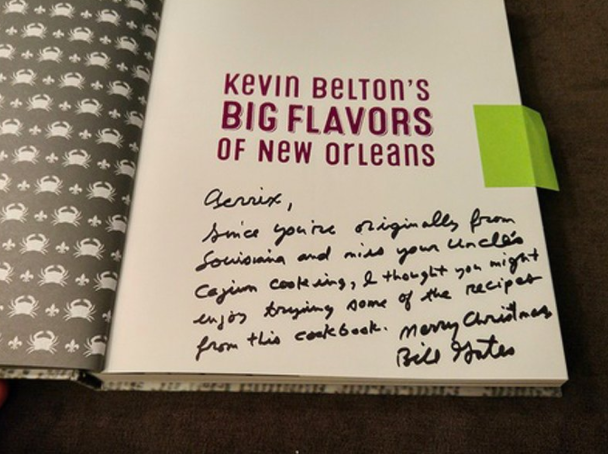 Kevin Belton's
BIG FLAVORS
OF New Orleans
Aerrix,
Since you're originally from
Louisiana and miss your Uncle's
Cajun cooking, I thought you might
enjoy trying some of the recipes
from this cookbook. Merry Christmas
Bill Gates